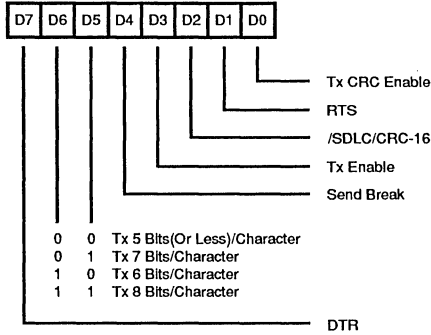 D7 D6 D5 D4 D3 D2 D1 D0
Tx CRC Enable
RTS
/SDLC/CRC-16
Tx Enable
Send Break
0 0 Tx 5 Bits(Or Less)/Character
0 1 Tx 7 Bits/Character
1 0 Tx 6 Bits/Character
1 1 Tx 8 Bits/Character
DTR